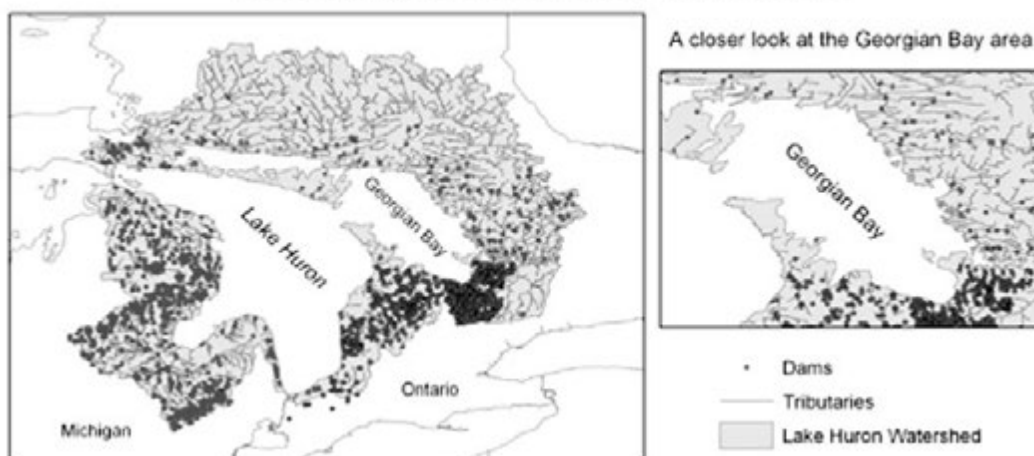 A closer look at the Georgian Bay area
Georgian Bay
Lake Huron
Georgian Bay
Ontario
Michigan
Dams
Tributaries
Lake Huron Watershed